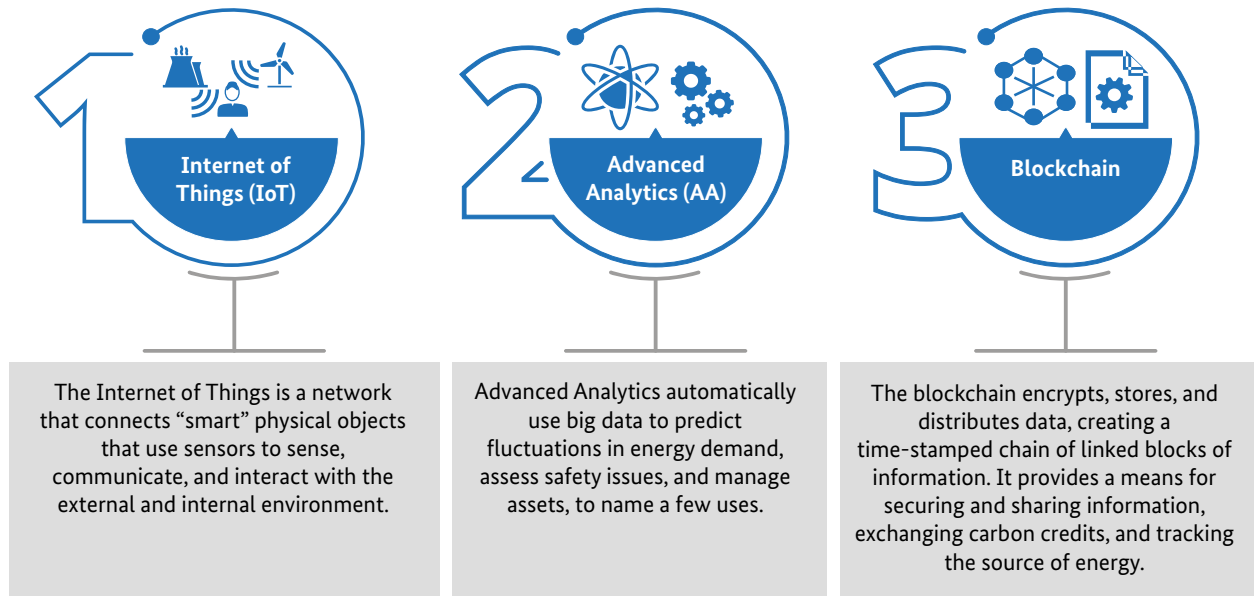 1
Internet of
Things (IoT)
The Internet of Things is a network
that connects “smart” physical objects
that use sensors to sense,
communicate, and interact with the
external and internal environment.
2
Advanced
Analytics (AA)
Advanced Analytics automatically
use big data to predict
fluctuations in energy demand,
assess safety issues, and manage
assets, to name a few uses.
3
Blockchain
The blockchain encrypts, stores, and
distributes data, creating a
time-stamped chain of linked blocks of
information. It provides a means for
securing and sharing information,
exchanging carbon credits, and tracking
the source of energy.